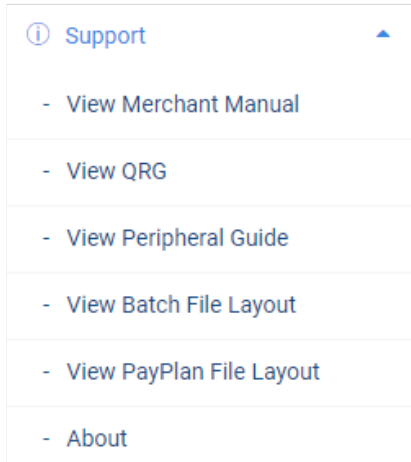 Support
- View Merchant Manual
- View QRG
- View Peripheral Guide
- View Batch File Layout
- View PayPlan File Layout
- About